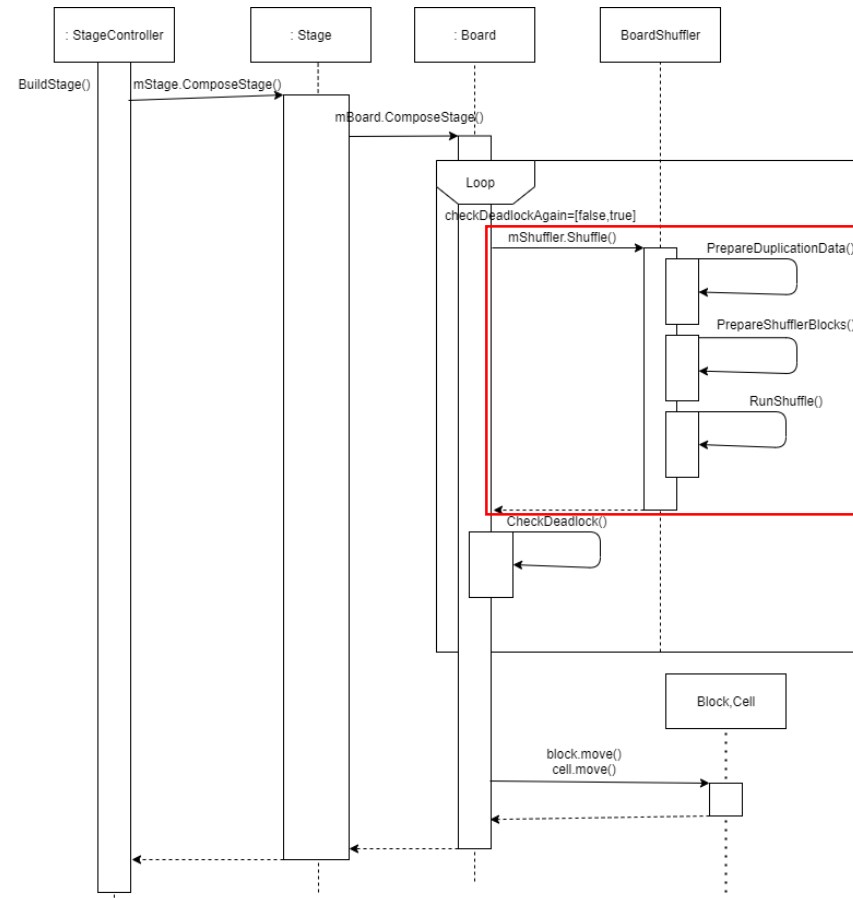 : StageController
: Stage
: Board
BoardShuffler
BuildStage()
mStage.ComposeStage()
mBoard.ComposeStage()
Loop
checkDeadlockAgain=[false,true]
mShuffler.Shuffle()
PrepareDuplicationData()
PrepareShufflerBlocks()
RunShuffle()
CheckDeadlock()
Block,Cell
block.move()
cell.move()